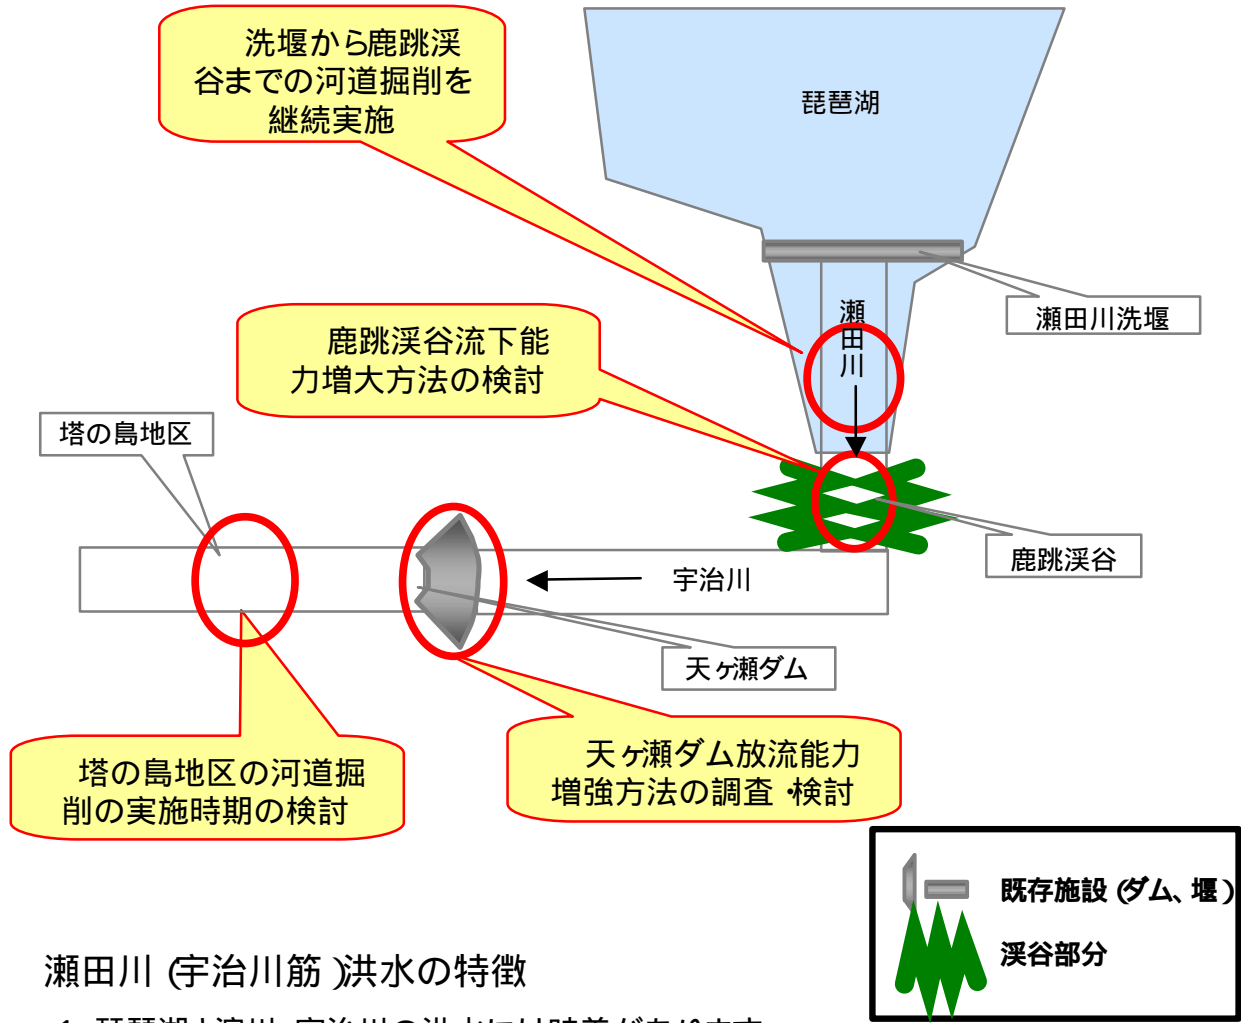 洗堰から鹿跳渓
谷までの河道掘削を
継続実施
琵琶湖
瀬田川洗堰
瀬田川
鹿跳渓谷流下能
力増大方法の検討
塔の島地区
鹿跳渓谷
宇治川
天ヶ瀬ダム
塔の島地区の河道掘
削の実施時期の検討
天ヶ瀬ダム放流能力
増強方法の調査・検討
既存施設(ダム、堰)
渓谷部分
瀬田川(宇治川筋)洪水の特徴